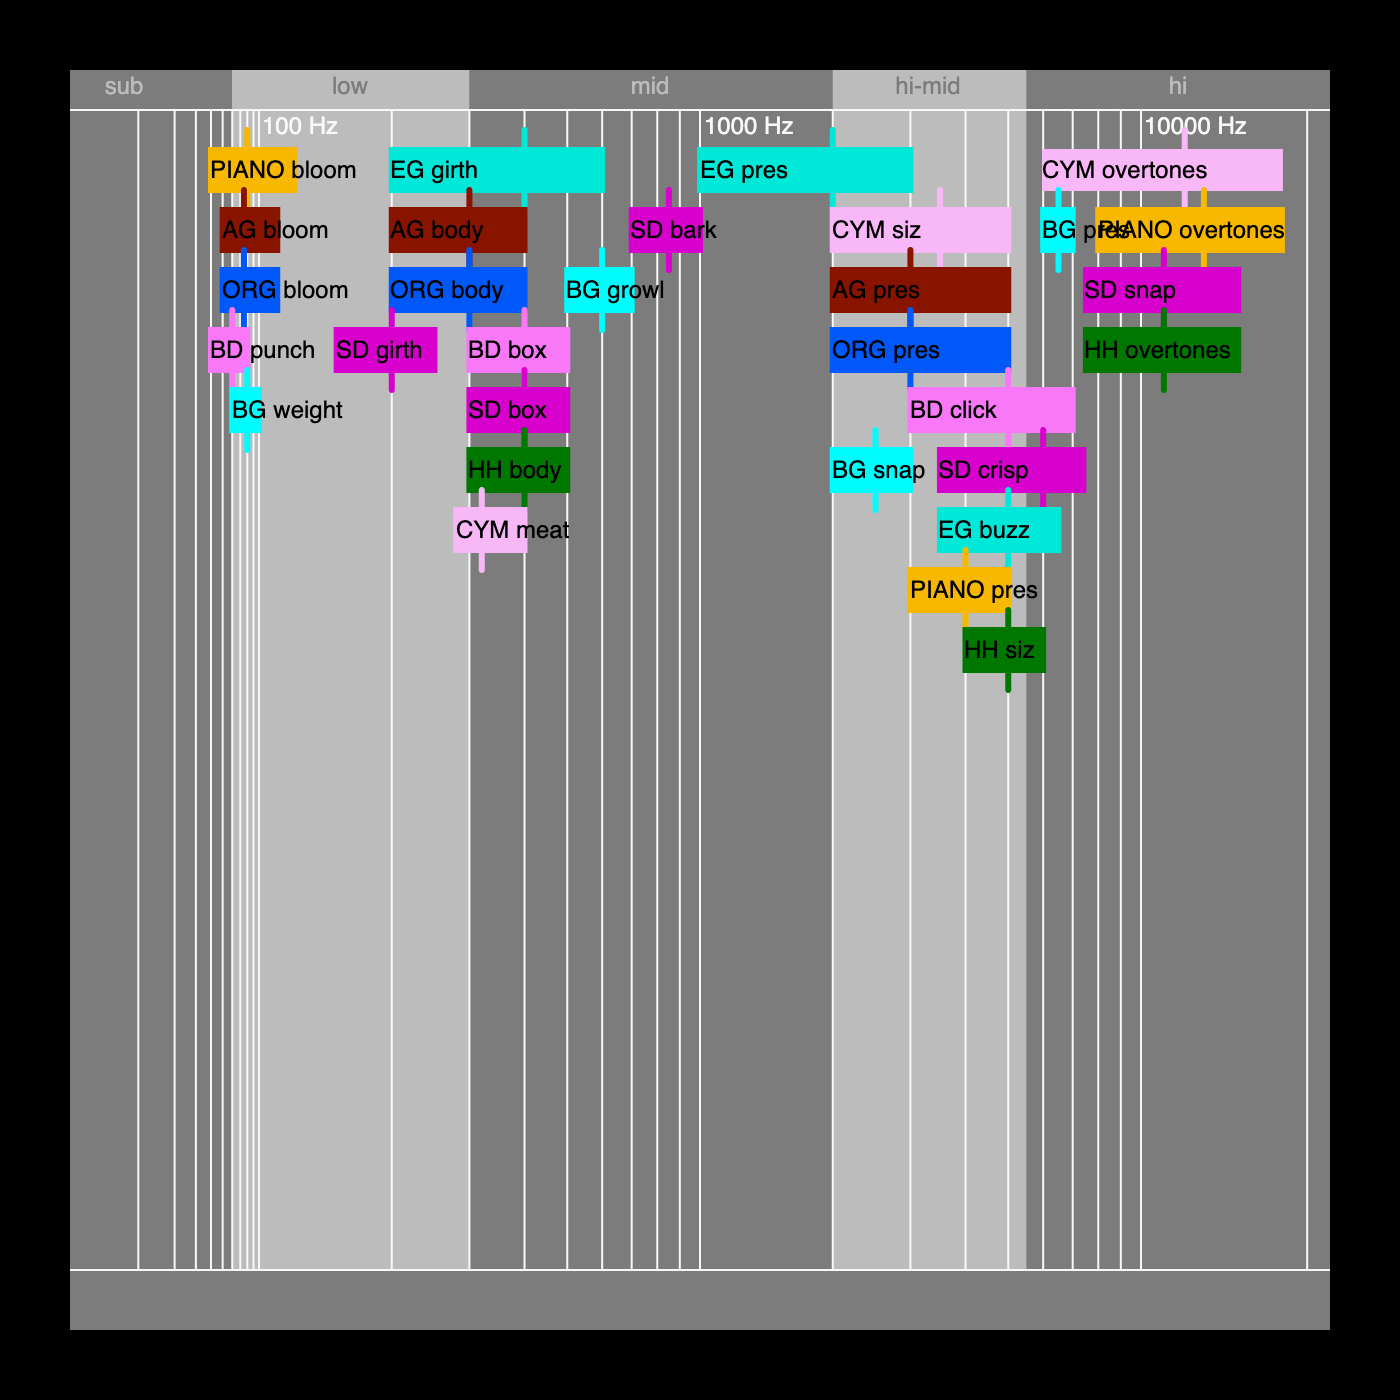 sub low mid hi-mid hi
100 Hz 1000 Hz 10000 Hz
PIANO bloom EG girth EG pres CYM overtones
AG bloom AG body SD bark CYM siz BG pres PIANO overtones
ORG bloom ORG body BG growl AG pres SD snap
BD punch SD girth BD box ORG pres HH overtones
BG weight SD box BD click
HH body BG snap SD crisp
CYM meat EG buzz
PIANO pres
HH siz